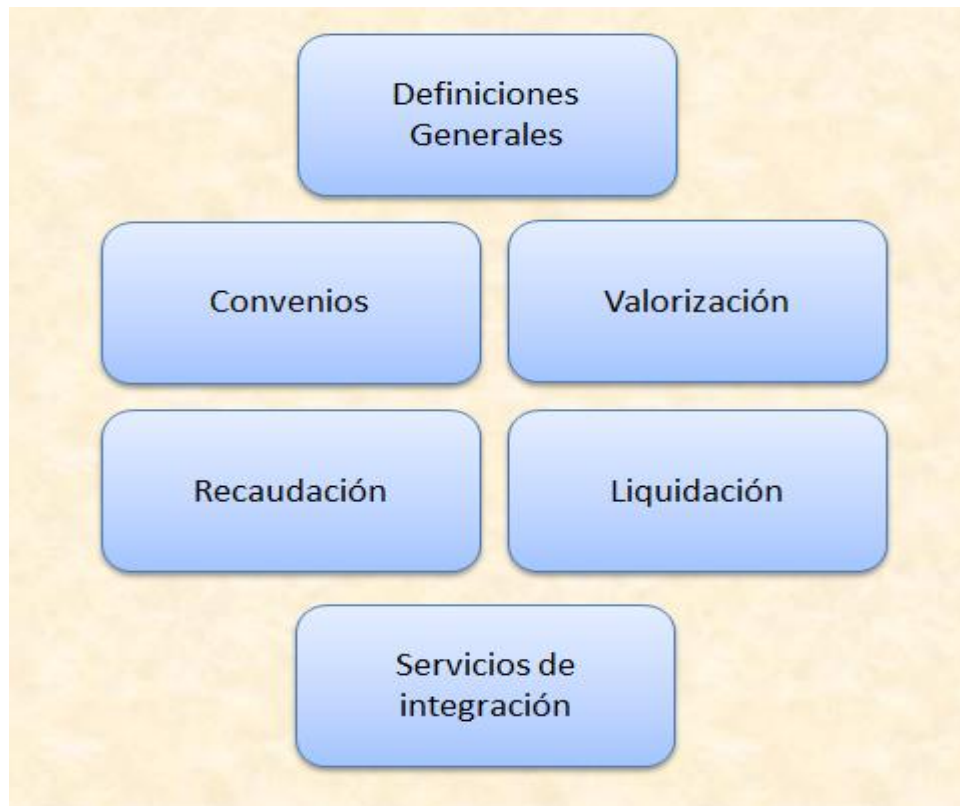 Definiciones
Generales
Convenios
Valorización
Recaudación
Liquidación
Servicios de
integración